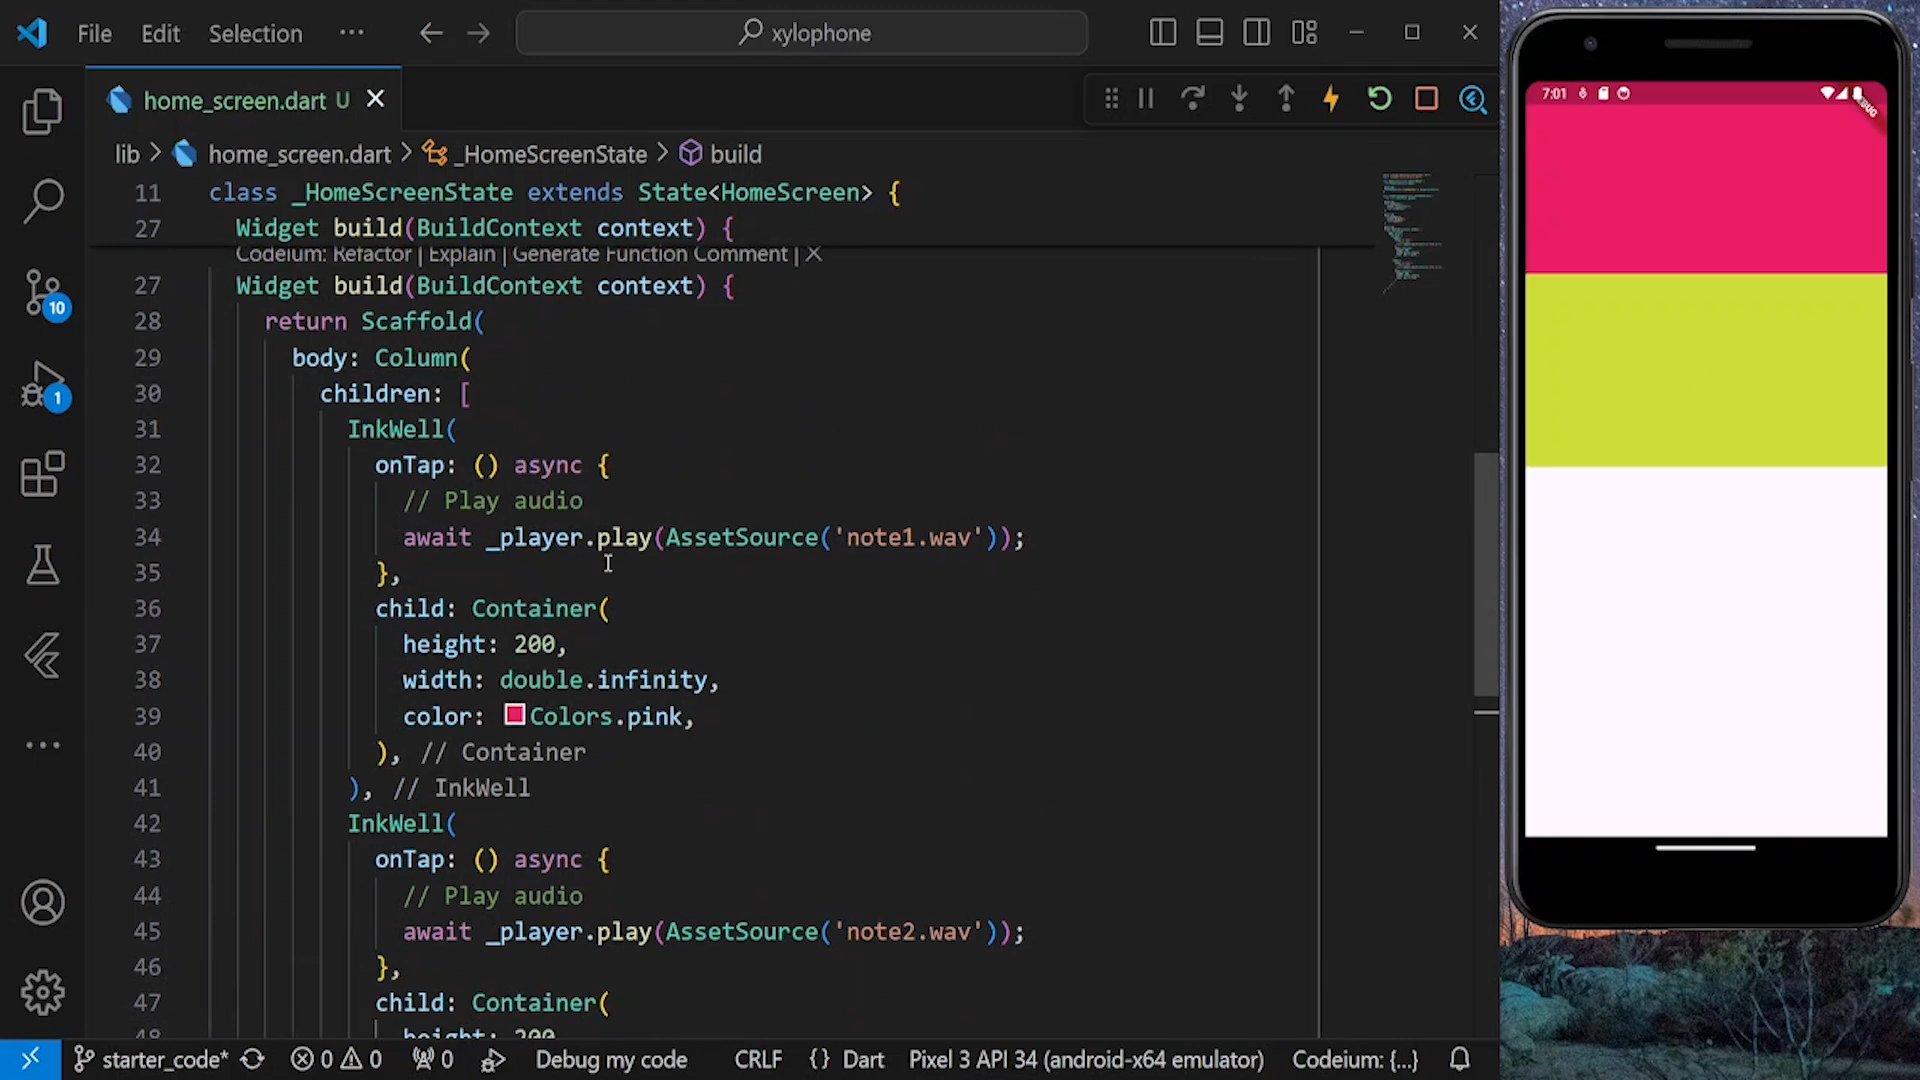 File Edit Selection ··· xylophone
home_screen.dart U
lib > home_screen.dart > _HomeScreenState > build
11 class _HomeScreenState extends State<HomeScreen> {
27 Widget build(BuildContext context) {
Codeium: Refactor | Explain | Generate Function Comment | X
27 Widget build(BuildContext context) {
28 return Scaffold(
29 body: Column(
30 children: [
31 InkWell(
32 onTap: () async {
33 // Play audio
34 await _player.play(AssetSource('note1.wav'));
35 },
36 child: Container(
37 height: 200,
38 width: double.infinity,
39 color: Colors.pink,
40 ), // Container
41 ), // InkWell
42 InkWell(
43 onTap: () async {
44 // Play audio
45 await _player.play(AssetSource('note2.wav'));
46 },
47 child: Container(
48 height: 200
10
1
starter_code* 0 0 0 Debug my code CRLF {} Dart Pixel 3 API 34 (android-x64 emulator) Codeium: {...}
7:01
DEBUG